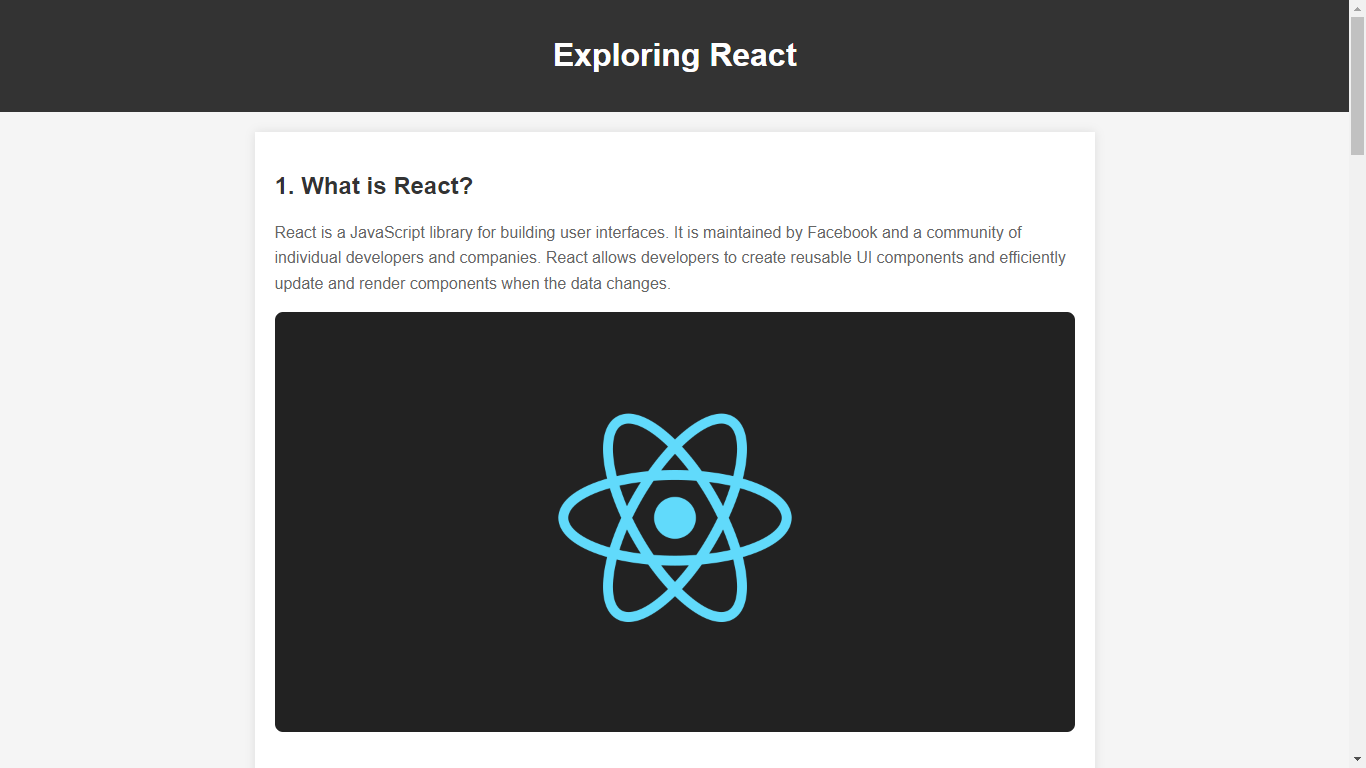 Exploring React
1. What is React?
React is a JavaScript library for building user interfaces. It is maintained by Facebook and a community of
individual developers and companies. React allows developers to create reusable UI components and efficiently
update and render components when the data changes.